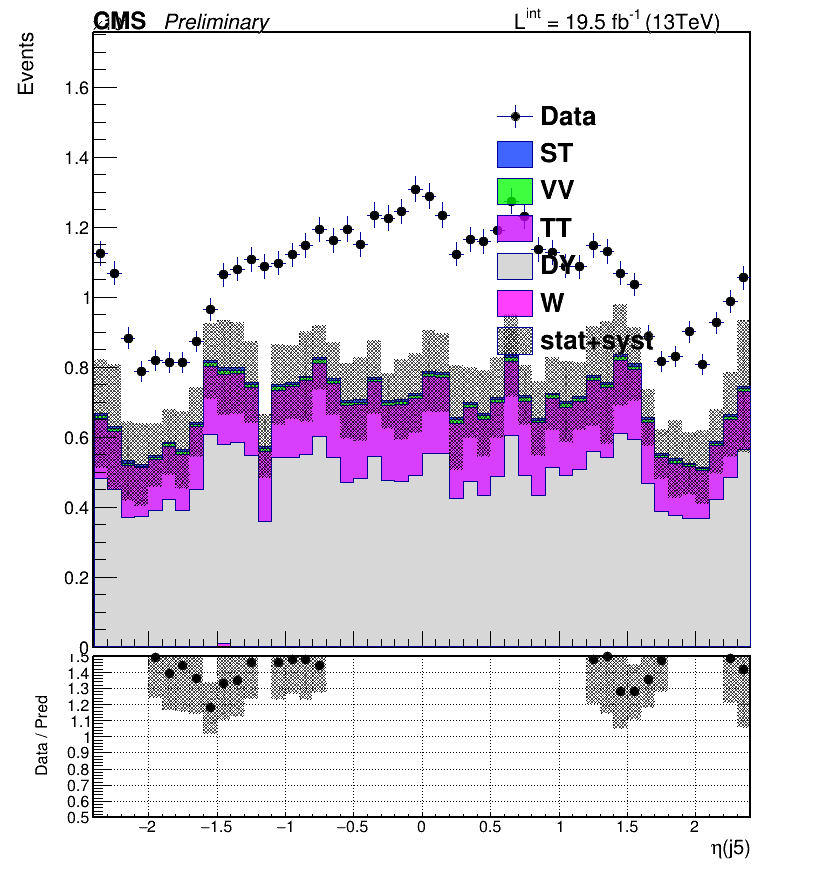 CMS Preliminary L^int = 19.5 fb^-1 (13TeV)
Events
1.6
1.4
1.2
1
0.8
0.6
0.4
0.2
0
Data
ST
VV
TT
DY
W
stat+syst
Data / Pred
1.5
1.4
1.3
1.2
1.1
1
0.9
0.8
0.7
0.6
0.5
−2 −1.5 −1 −0.5 0 0.5 1 1.5 2
η(j5)